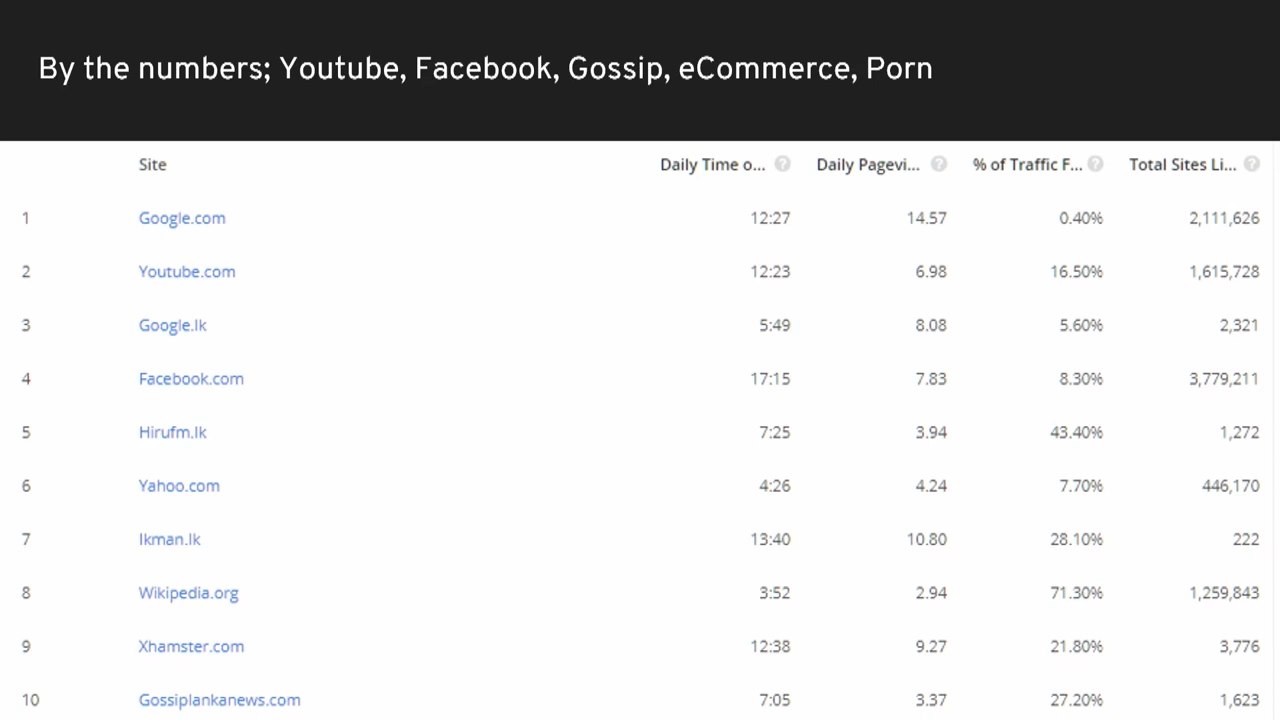 By the numbers; Youtube, Facebook, Gossip, eCommerce, Porn
Site Daily Time o... ? Daily Pagevi... ? % of Traffic F... ? Total Sites Li... ?
1 Google.com 12:27 14.57 0.40% 2,111,626
2 Youtube.com 12:23 6.98 16.50% 1,615,728
3 Google.lk 5:49 8.08 5.60% 2,321
4 Facebook.com 17:15 7.83 8.30% 3,779,211
5 Hirufm.lk 7:25 3.94 43.40% 1,272
6 Yahoo.com 4:26 4.24 7.70% 446,170
7 Ikman.lk 13:40 10.80 28.10% 222
8 Wikipedia.org 3:52 2.94 71.30% 1,259,843
9 Xhamster.com 12:38 9.27 21.80% 3,776
10 Gossiplankanews.com 7:05 3.37 27.20% 1,623